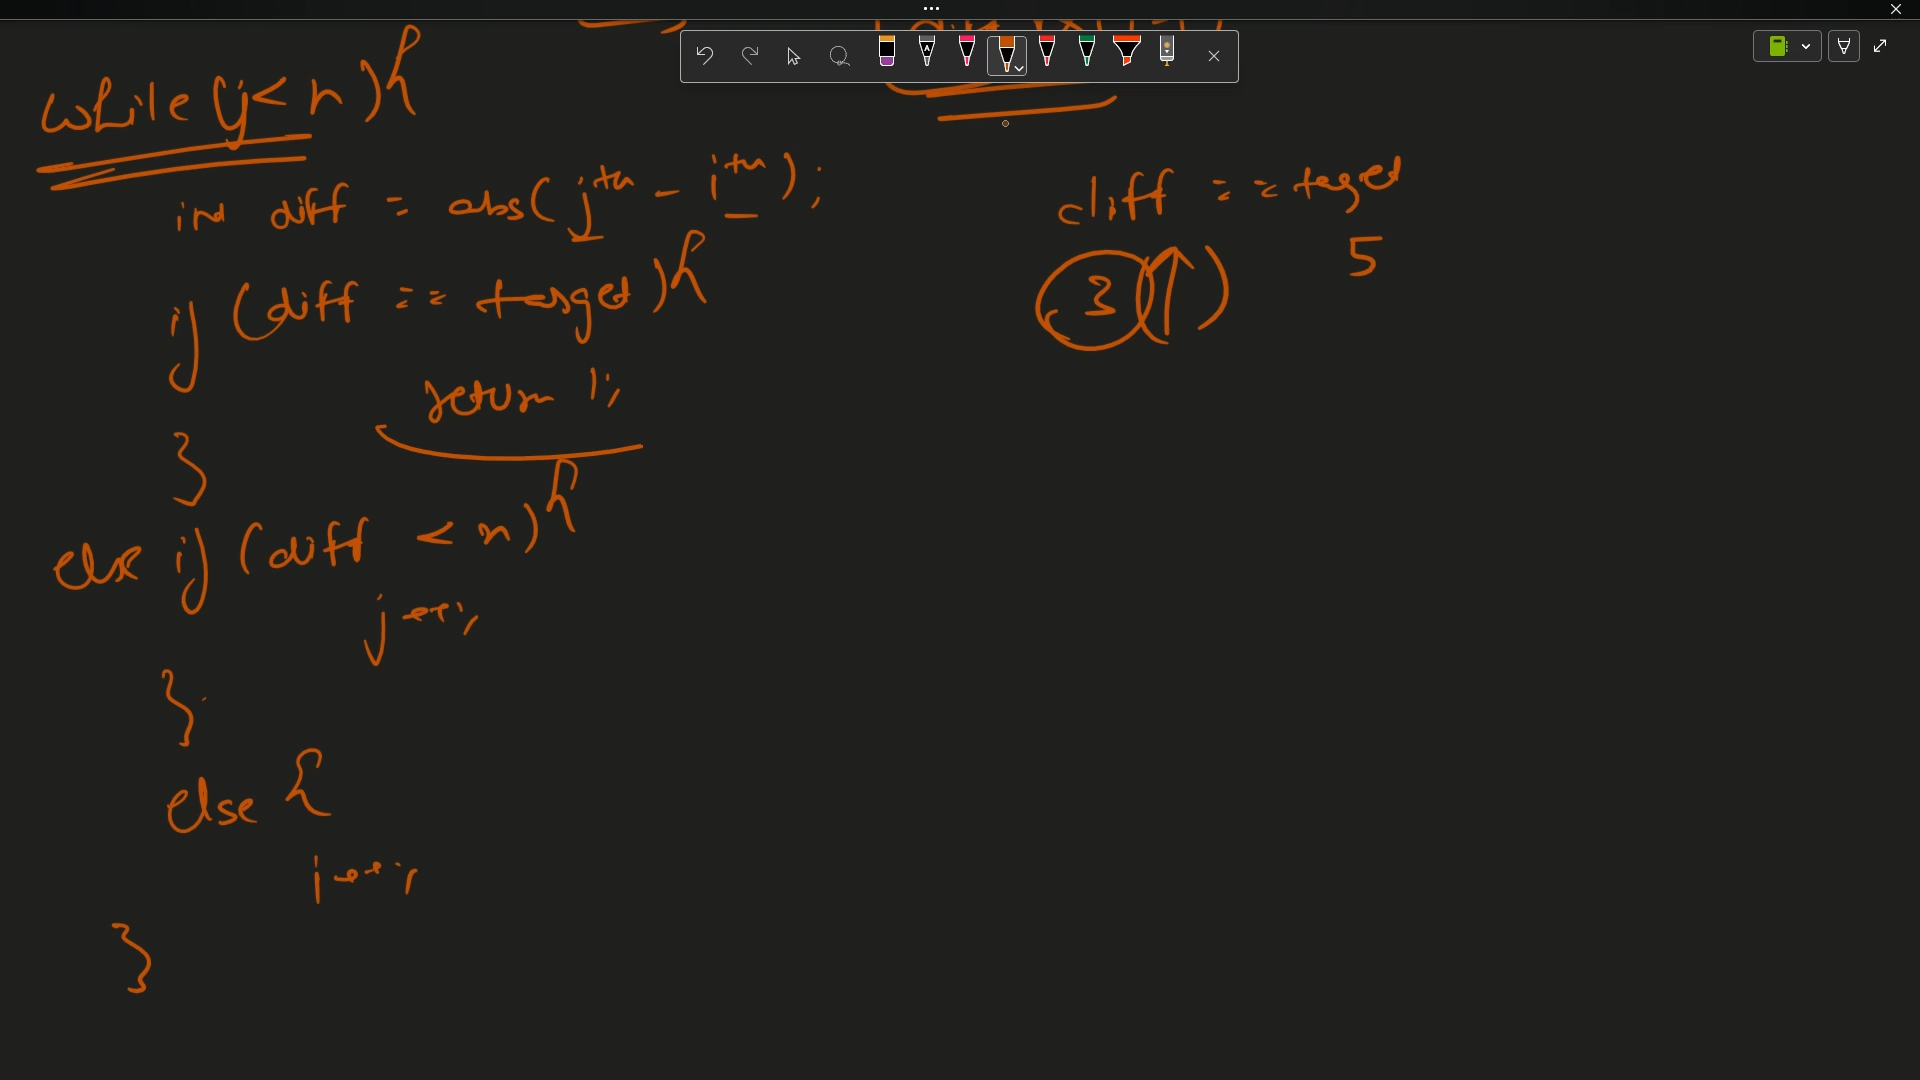 while(j<n){
int diff = abs(jth - ith);
if (diff == target){
return 1;
}
else if (diff < n){
j++;
}
else {
i++;
}
diff == target
3 (↑) 5